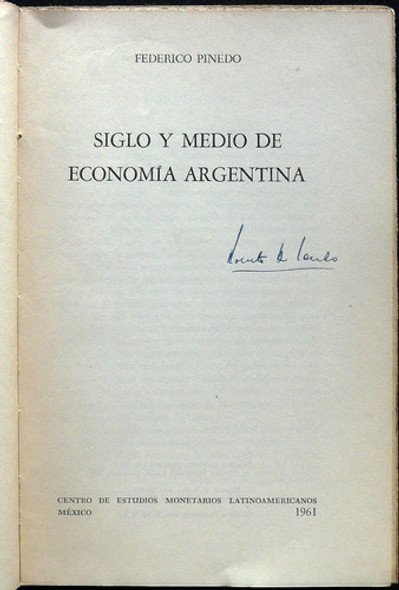 FEDERICO PINEDO
SIGLO Y MEDIO DE
ECONOMÍA ARGENTINA
CENTRO DE ESTUDIOS MONETARIOS LATINOAMERICANOS
MÉXICO 1961